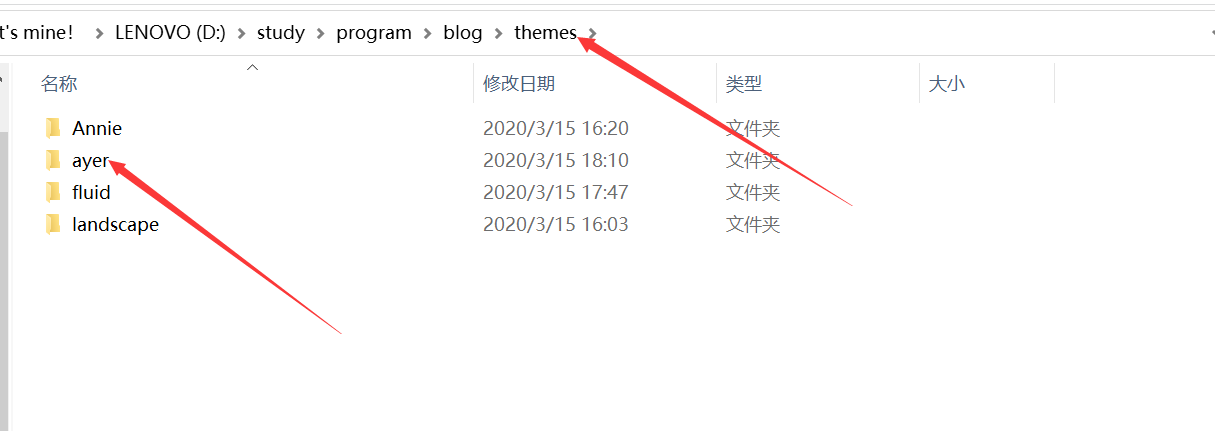 t's mine! > LENOVO (D:) > study > program > blog > themes >
名称 修改日期 类型 大小
Annie 2020/3/15 16:20 文件夹
ayer 2020/3/15 18:10 文件夹
fluid 2020/3/15 17:47 文件夹
landscape 2020/3/15 16:03 文件夹